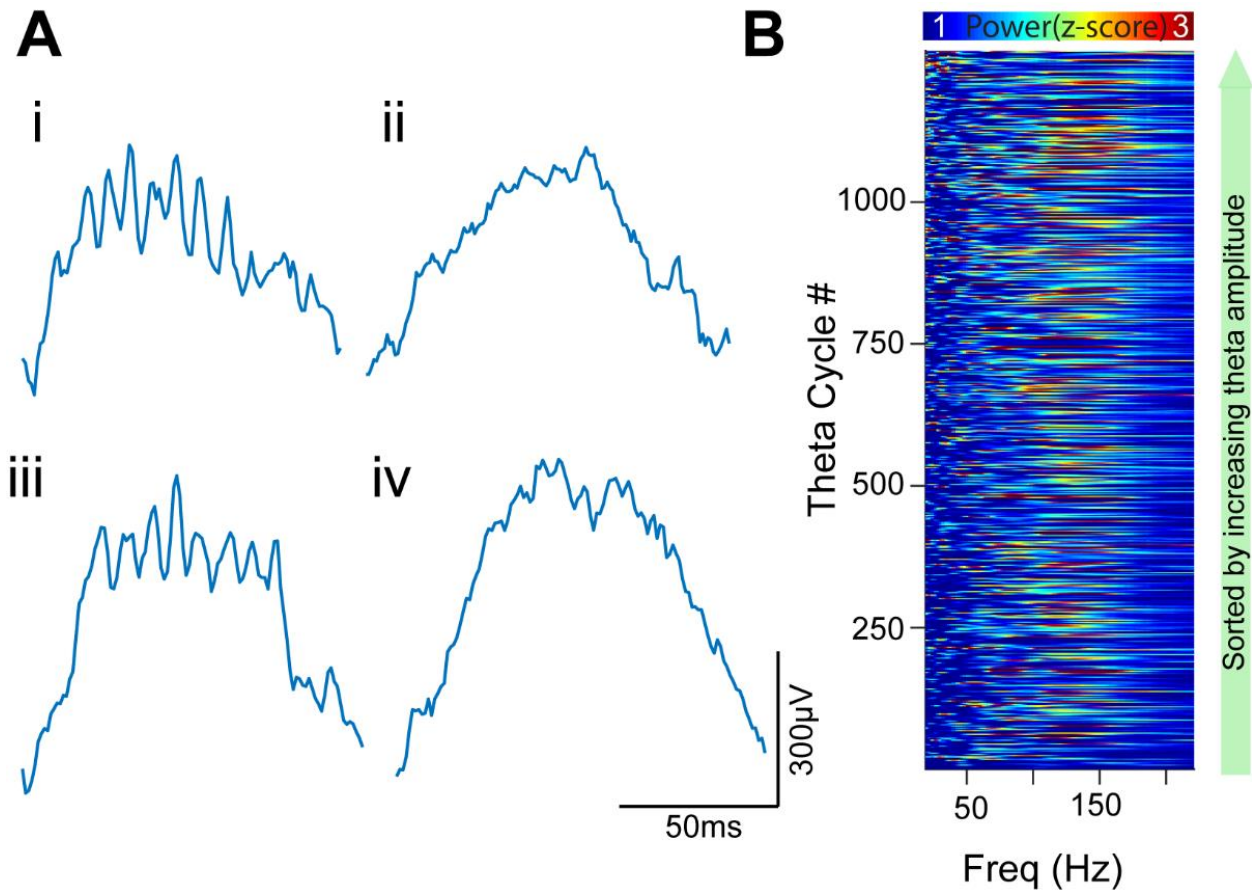 A
i
ii
iii
iv
300µV
50ms
B
1 Power(z-score) 3
Theta Cycle #
1000
750
500
250
50
150
Freq (Hz)
Sorted by increasing theta amplitude